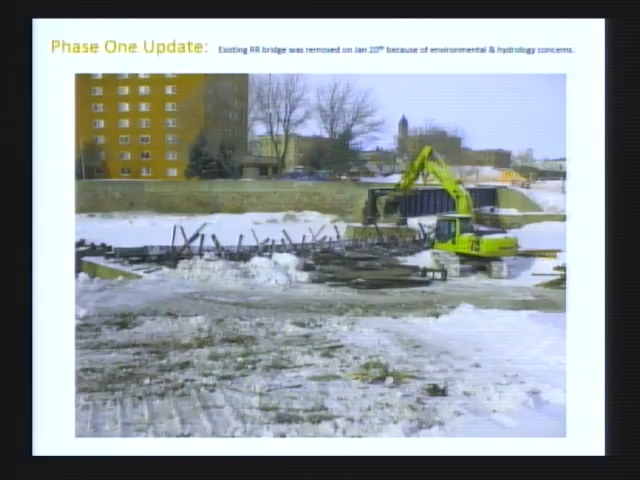 Phase One Update: Existing RR bridge was removed on Jan 20th because of environmental & hydrology concerns.